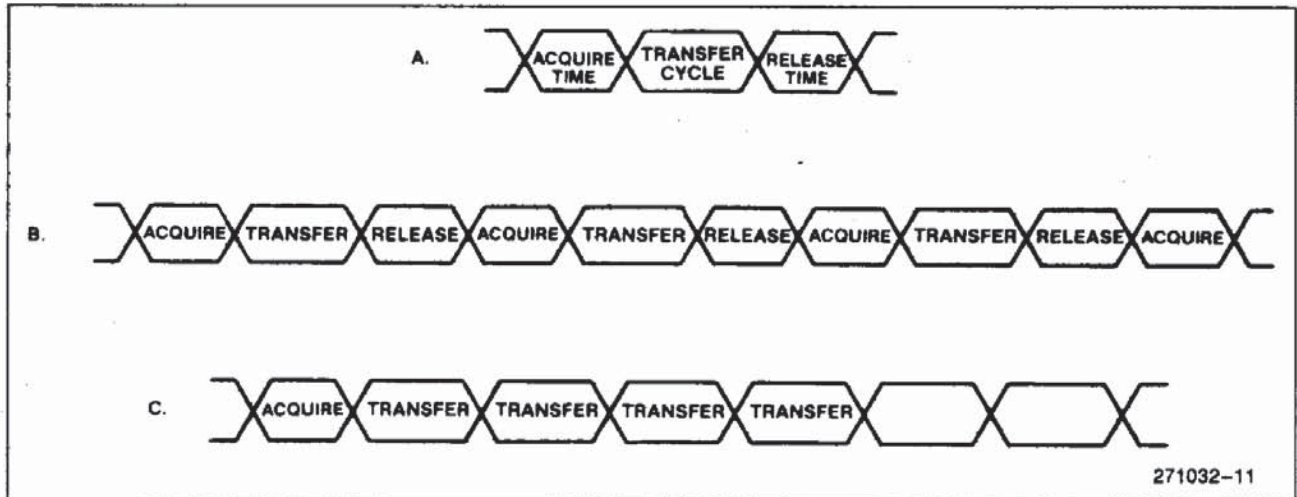 A.
ACQUIRE TIME
TRANSFER CYCLE
RELEASE TIME
B.
ACQUIRE TRANSFER RELEASE ACQUIRE TRANSFER RELEASE ACQUIRE TRANSFER RELEASE ACQUIRE
C.
ACQUIRE TRANSFER TRANSFER TRANSFER TRANSFER
271032-11